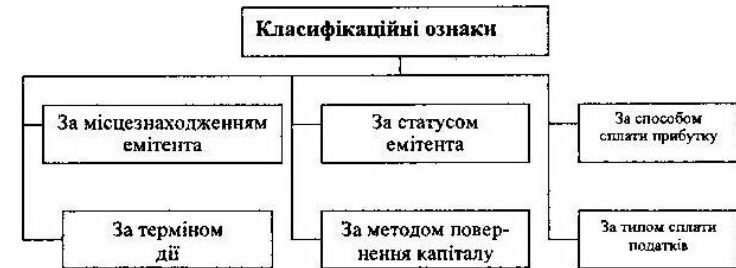 Класифікаційні ознаки
За місцезнаходженням
емітента
За статусом
емітента
За способом
сплати прибутку
За терміном
дії
За методом повер-
нення капіталу
За типом сплати
податків